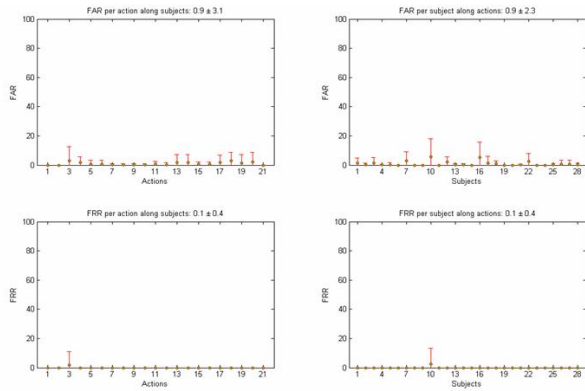 FAR per action along subjects: 0.9 ± 3.1
100
80
60
40
20
0
FAR
1 3 5 7 9 11 13 15 17 19 21
Actions
FAR per subject along actions: 0.9 ± 2.3
100
80
60
40
20
0
FAR
1 4 7 10 13 16 19 22 25 28
Subjects
FRR per action along subjects: 0.1 ± 0.4
100
80
60
40
20
0
FRR
1 3 5 7 9 11 13 15 17 19 21
Actions
FRR per subject along actions: 0.1 ± 0.4
100
80
60
40
20
0
FRR
1 4 7 10 13 16 19 22 25 28
Subjects